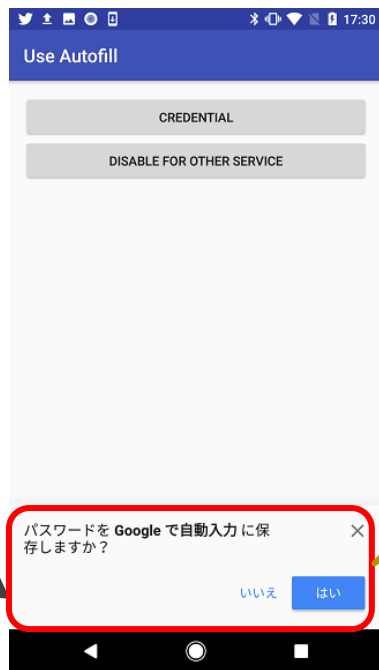 17:30
Use Autofill
CREDENTIAL
DISABLE FOR OTHER SERVICE
パスワードを Google で自動入力 に保
存しますか？
いいえ
はい